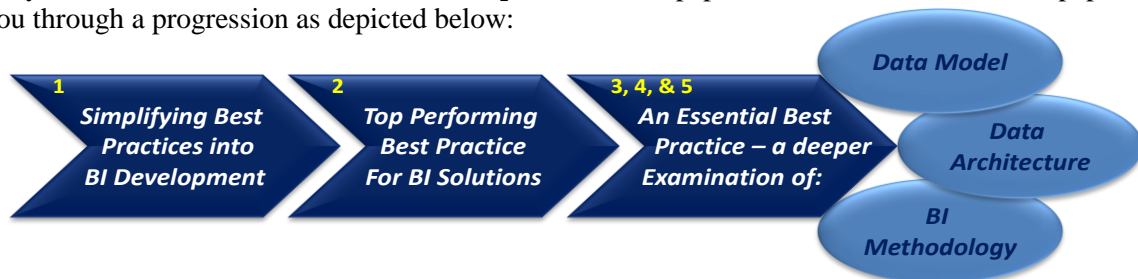 ou through a progression as depicted below:
1
Simplifying Best
Practices into
BI Development
2
Top Performing
Best Practice
For BI Solutions
3, 4, & 5
An Essential Best
Practice – a deeper
Examination of:
Data Model
Data
Architecture
BI
Methodology